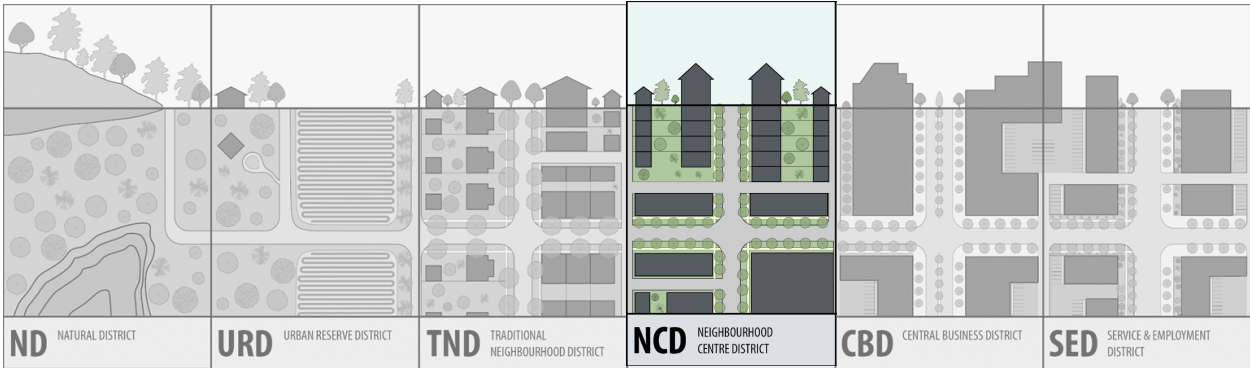 ND NATURAL DISTRICT
URD URBAN RESERVE DISTRICT
TND TRADITIONAL
NEIGHBOURHOOD DISTRICT
NCD NEIGHBOURHOOD
CENTRE DISTRICT
CBD CENTRAL BUSINESS DISTRICT
SED SERVICE & EMPLOYMENT
DISTRICT